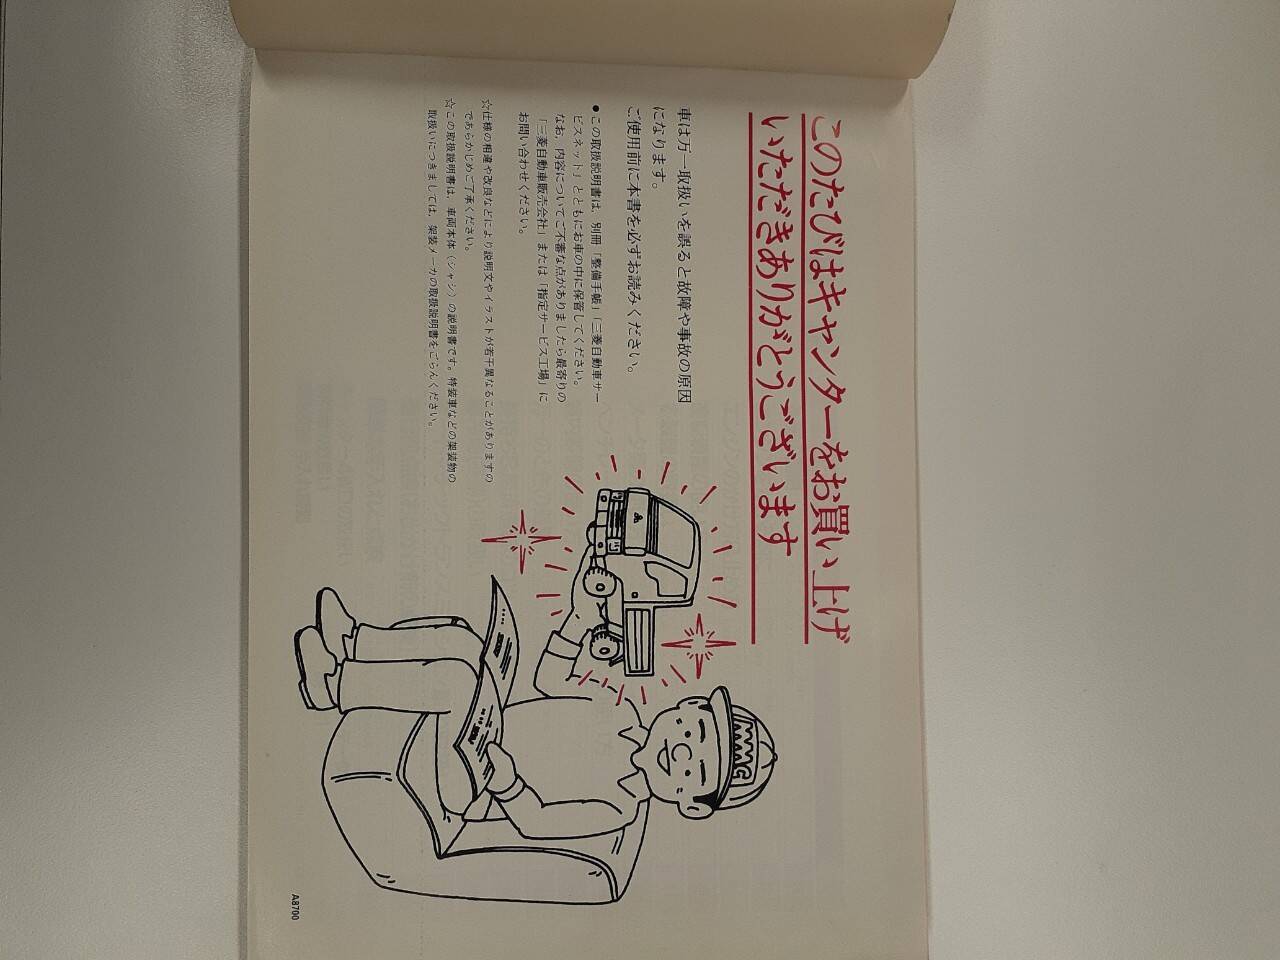 このたびはキャンターをお買い上げ
いただきありがとうございます
車は万一取扱いを誤ると故障や事故の原因
になります。
ご使用前に本書を必ずお読みください。
●この取扱説明書は、別冊「整備手帳」「三菱自動車サー
ビスネット」とともにお車の中に保管してください。
なお、内容についてご不審な点がありましたら最寄りの
「三菱自動車販売会社」または「指定サービス工場」に
お問い合わせください。
☆仕様の相違や改良などにより説明文やイラストが若干異なることがありますの
であらかじめご了承ください。
☆この取扱説明書は、車両本体(シャシ)の説明書です。特装車などの架装物の
取扱いにつきましては、架装メーカの取扱説明書をごらんください。
A8700